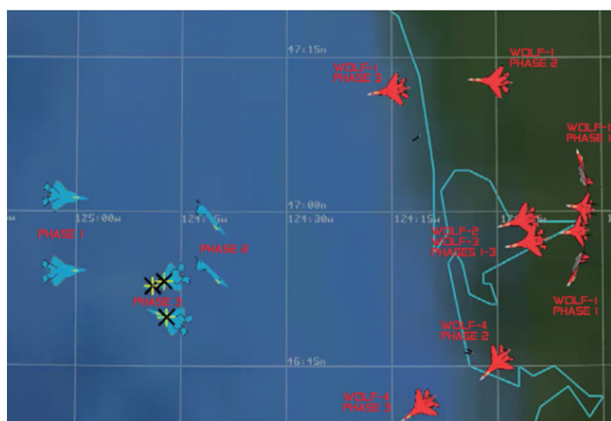 47:15n
WOLF-1
PHASE 2
WOLF-1
PHASE 3
WOLF-1
PHASE 1
47:00n
125:00w
124:30w
124:15w
PHASE 1
PHASE 2
WOLF-2
WOLF-3
PHASES 1-3
PHASE 3
WOLF-1
PHASE 1
WOLF-4
PHASE 2
46:45n
WOLF-4
PHASE 3